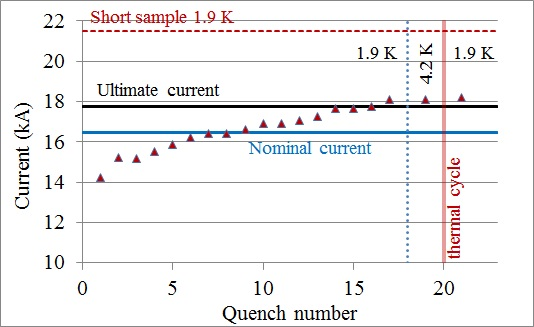 22
20
18
16
14
12
10
Current (kA)
Short sample 1.9 K
1.9 K
4.2 K
1.9 K
Ultimate current
Nominal current
thermal cycle
0
5
10
15
20
Quench number